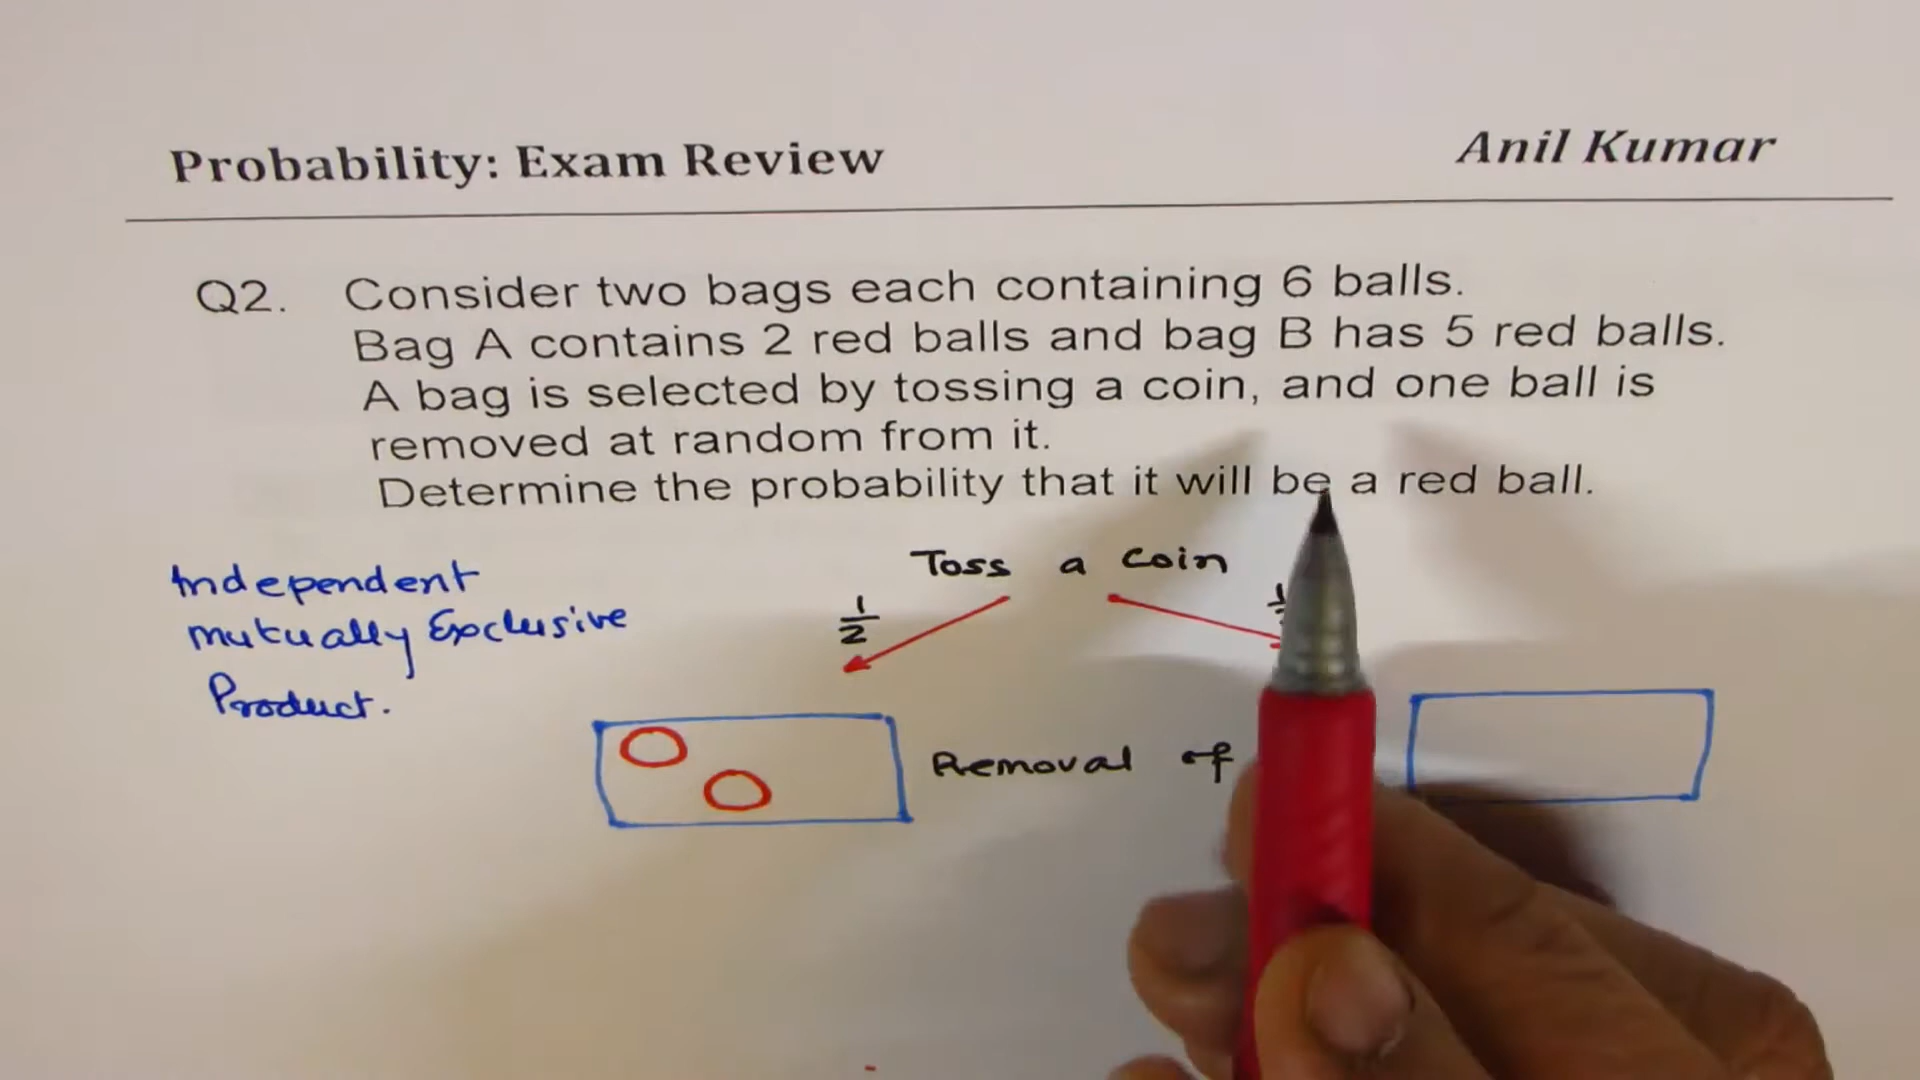 Probability: Exam Review
Anil Kumar
Q2. Consider two bags each containing 6 balls.
Bag A contains 2 red balls and bag B has 5 red balls.
A bag is selected by tossing a coin, and one ball is
removed at random from it.
Determine the probability that it will be a red ball.
Independent
Mutually Exclusive
Product.
Toss a coin
1/2
Removal of